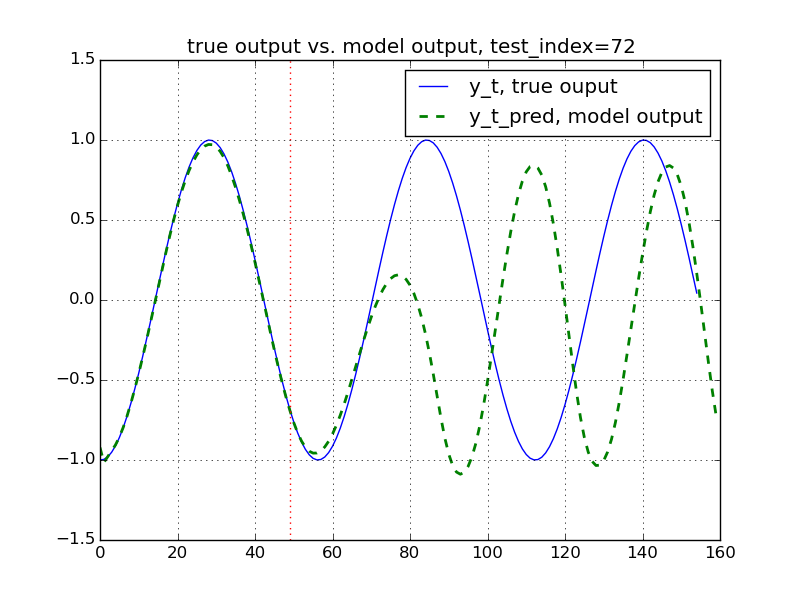 true output vs. model output, test_index=72
y_t, true ouput
y_t_pred, model output
1.5
1.0
0.5
0.0
−0.5
−1.0
−1.5
0 20 40 60 80 100 120 140 160